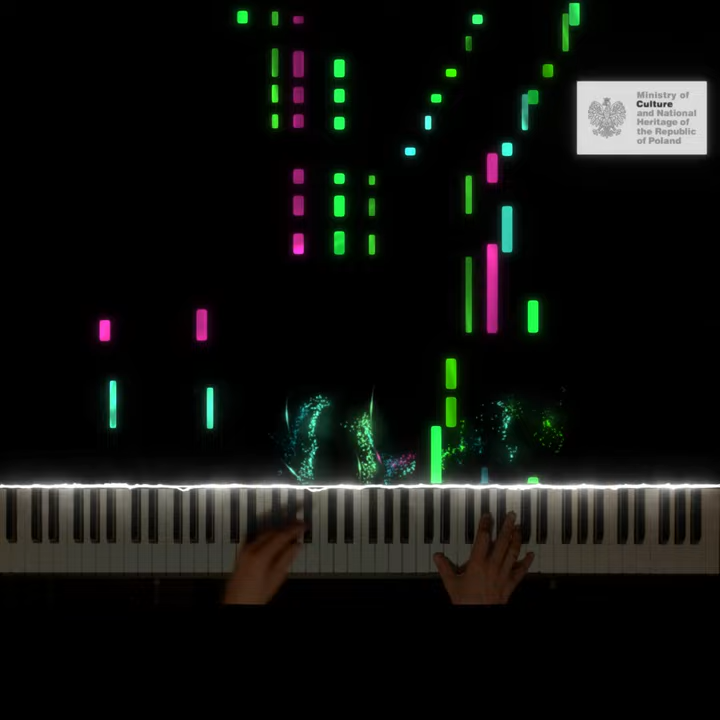 Ministry of
Culture
and National
Heritage of
the Republic
of Poland